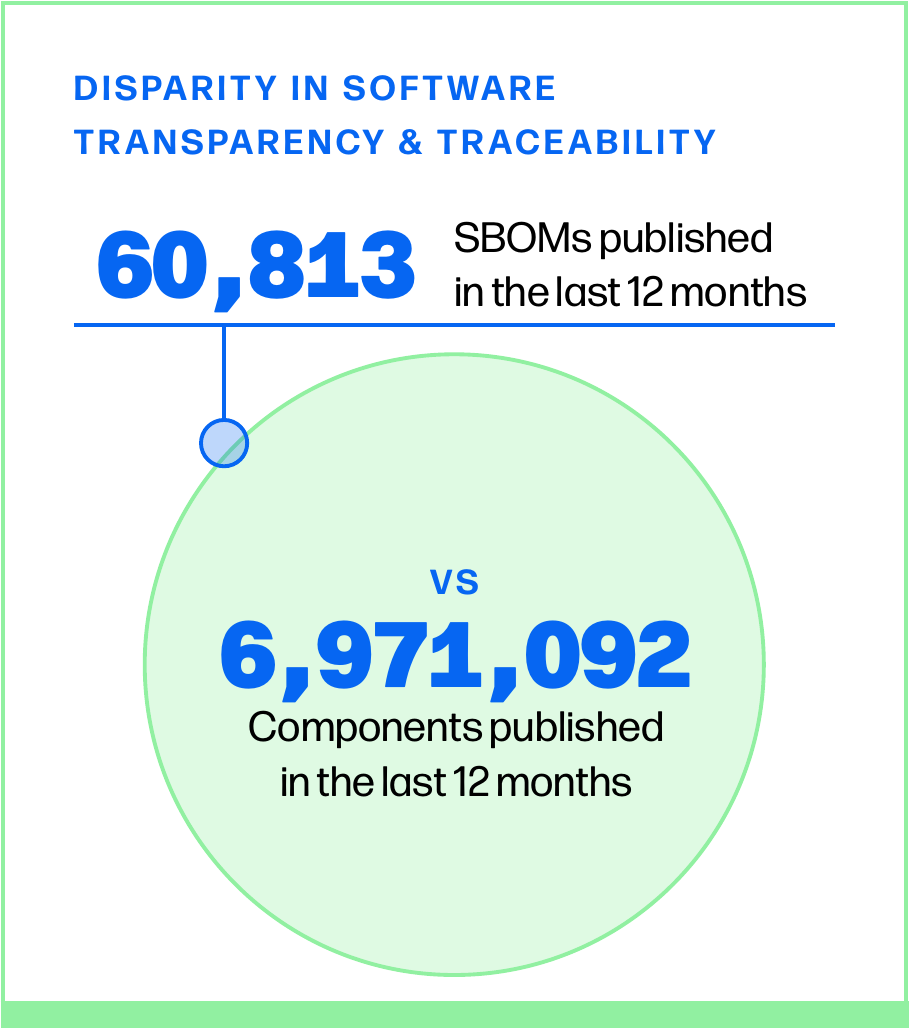 DISPARITY IN SOFTWARE
TRANSPARENCY & TRACEABILITY
60,813
SBOMs published
in the last 12 months
VS
6,971,092
Components published
in the last 12 months